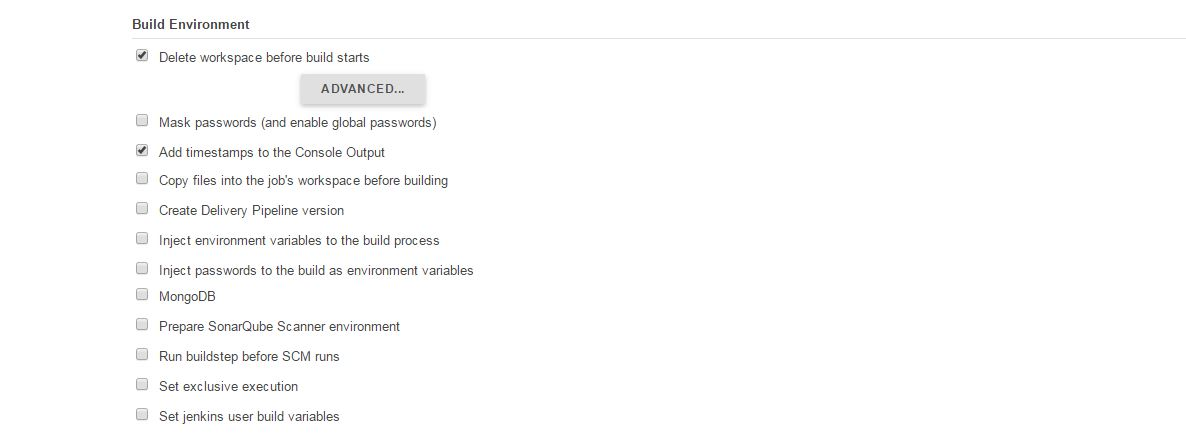 Build Environment
Delete workspace before build starts
ADVANCED...
Mask passwords (and enable global passwords)
Add timestamps to the Console Output
Copy files into the job's workspace before building
Create Delivery Pipeline version
Inject environment variables to the build process
Inject passwords to the build as environment variables
MongoDB
Prepare SonarQube Scanner environment
Run buildstep before SCM runs
Set exclusive execution
Set jenkins user build variables